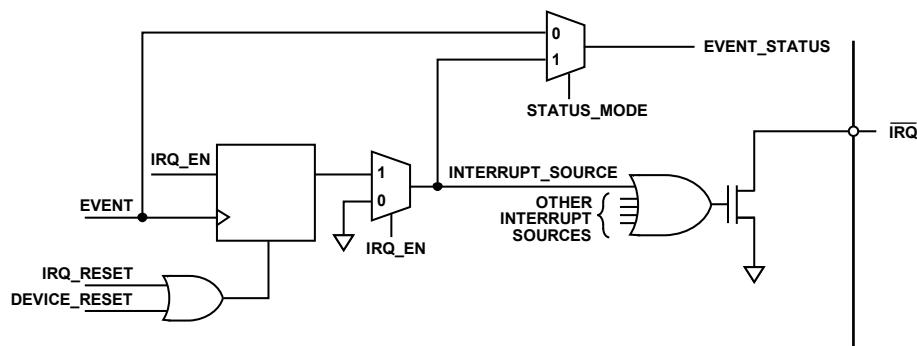 0
EVENT_STATUS
1
STATUS_MODE
IRQ
IRQ_EN
1
INTERRUPT_SOURCE
EVENT
0
OTHER
INTERRUPT
SOURCES
IRQ_EN
IRQ_RESET
DEVICE_RESET